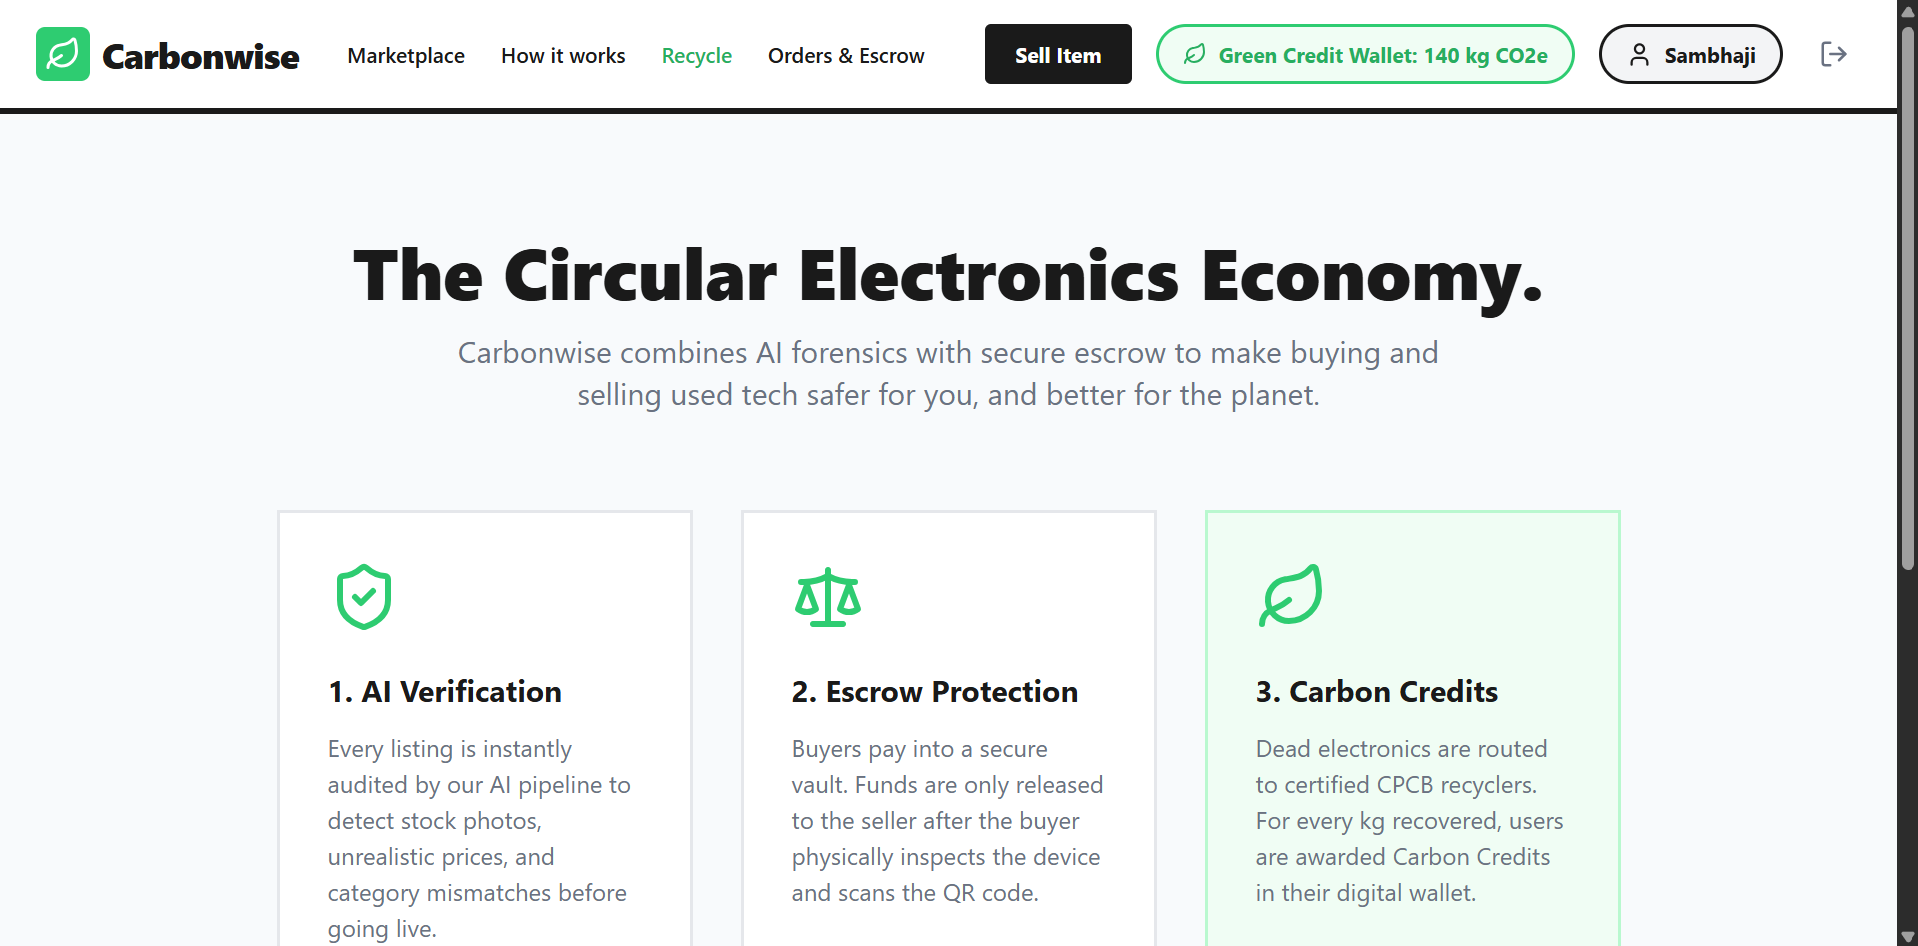 Carbonwise
Marketplace
How it works
Recycle
Orders & Escrow
Sell Item
Green Credit Wallet: 140 kg CO2e
Sambhaji
The Circular Electronics Economy.
Carbonwise combines AI forensics with secure escrow to make buying and
selling used tech safer for you, and better for the planet.
1. AI Verification
Every listing is instantly
audited by our AI pipeline to
detect stock photos,
unrealistic prices, and
category mismatches before
going live.
2. Escrow Protection
Buyers pay into a secure
vault. Funds are only released
to the seller after the buyer
physically inspects the device
and scans the QR code.
3. Carbon Credits
Dead electronics are routed
to certified CPCB recyclers.
For every kg recovered, users
are awarded Carbon Credits
in their digital wallet.